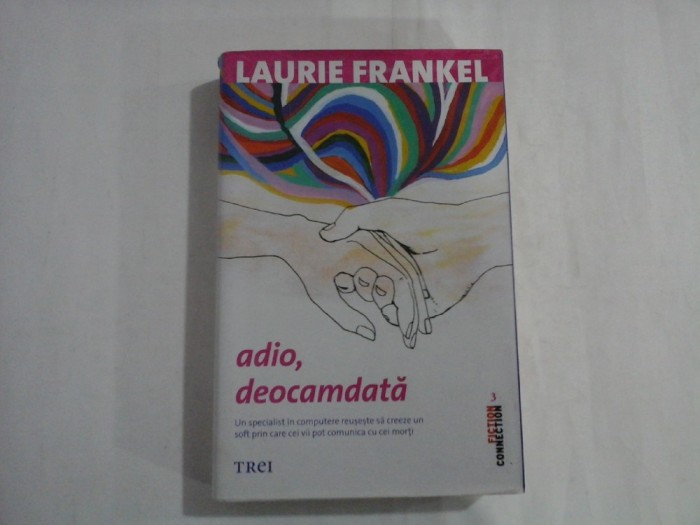 LAURIE FRANKEL
adio,
deocamdată
Un specialist în computere reușește să creeze un
soft prin care cei vii pot comunica cu cei morți
TREI
3
FICTION
CONNECTION